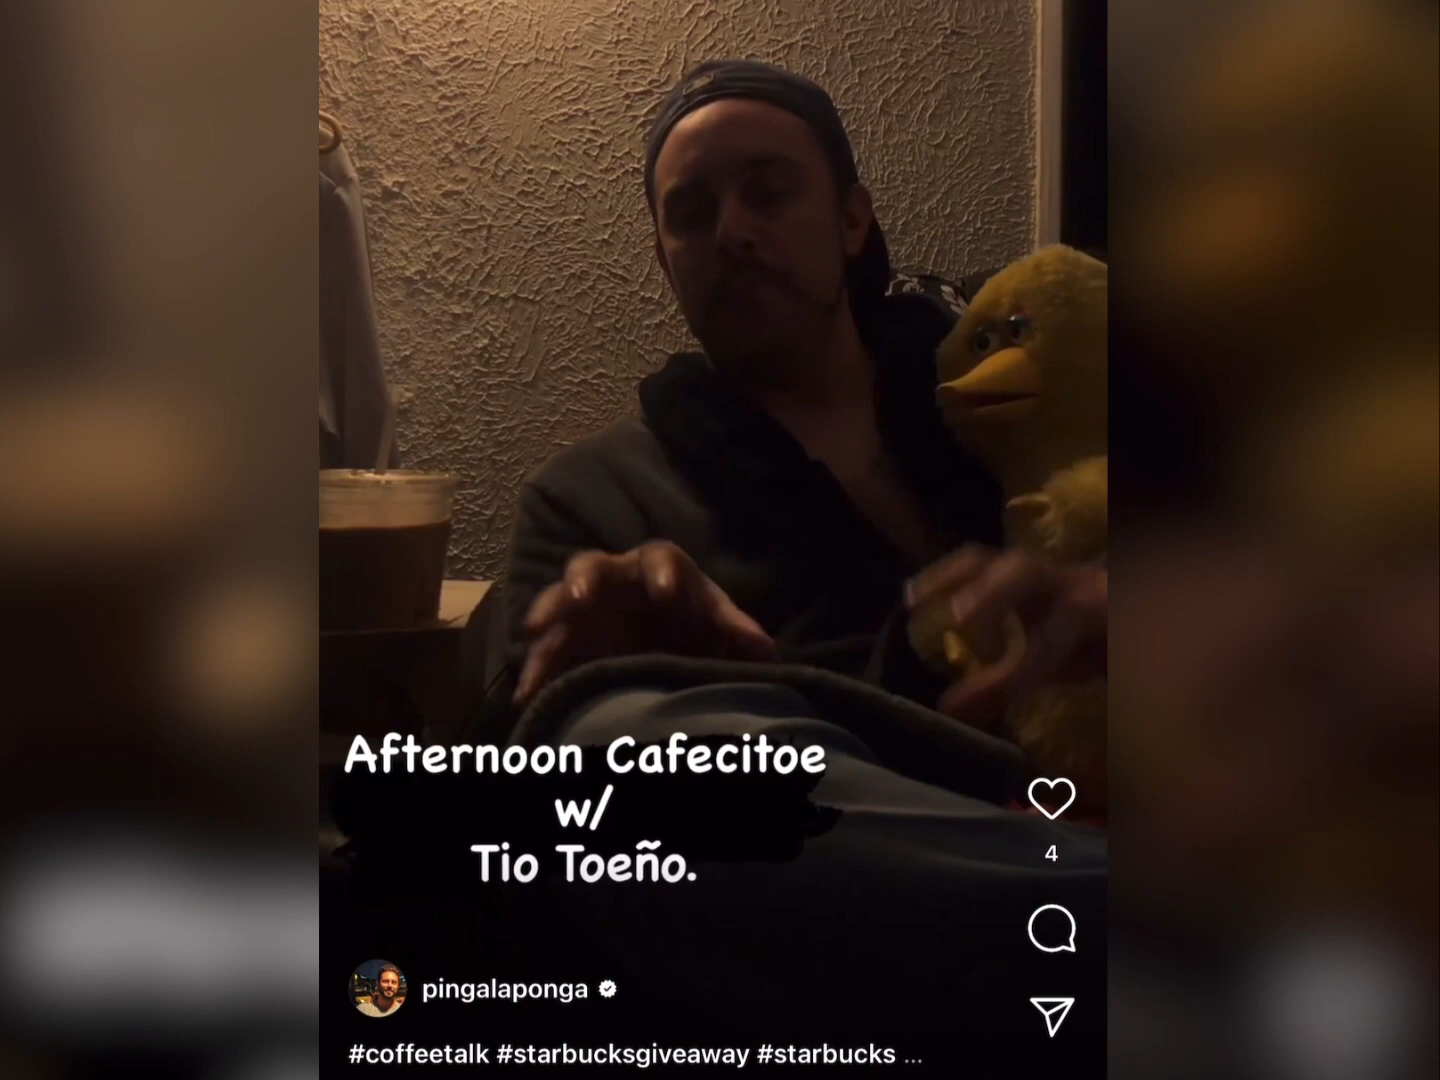 Afternoon Cafecitoe
w/
Tio Toeño.
4
pingalaponga
#coffeetalk #starbucksgiveaway #starbucks ...